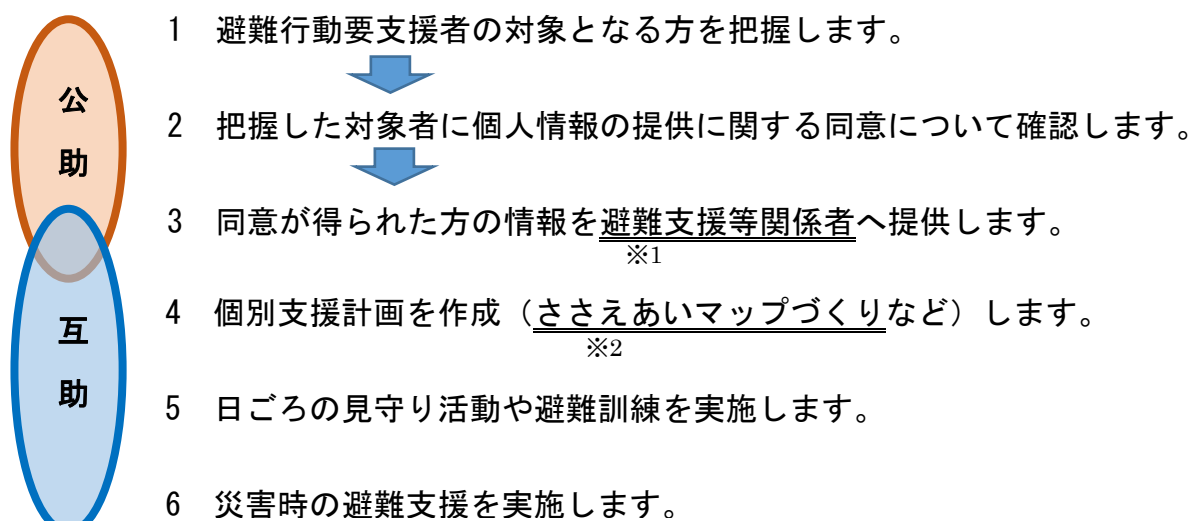 公助
互助
1 避難行動要支援者の対象となる方を把握します。
2 把握した対象者に個人情報の提供に関する同意について確認します。
3 同意が得られた方の情報を避難支援等関係者へ提供します。
※1
4 個別支援計画を作成（ささえあいマップづくりなど）します。
※2
5 日ごろの見守り活動や避難訓練を実施します。
6 災害時の避難支援を実施します。